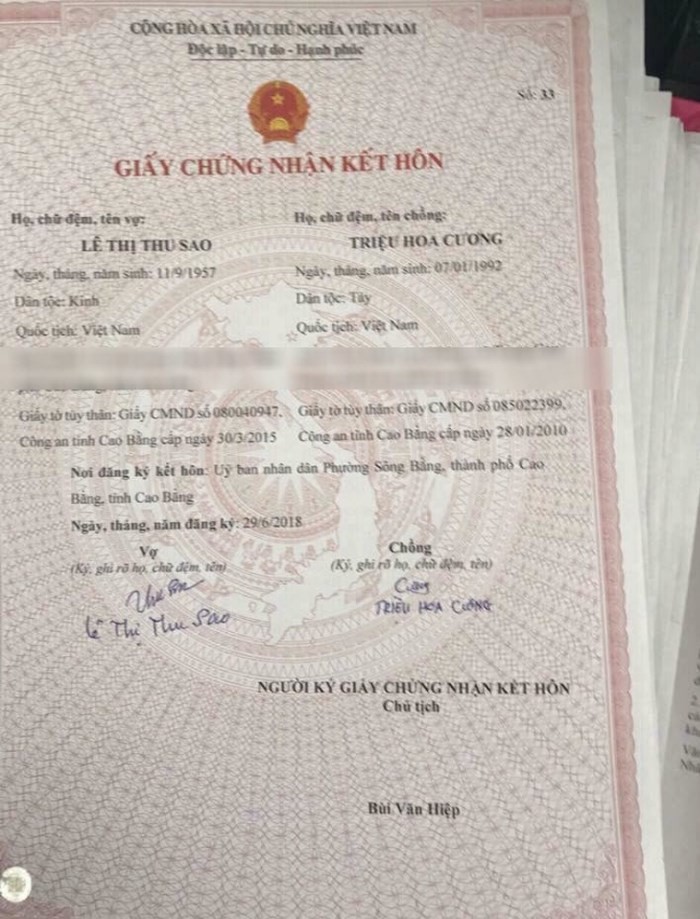 CỘNG HÒA XÃ HỘI CHỦ NGHĨA VIỆT NAM
Độc lập - Tự do - Hạnh phúc
Số: 33
GIẤY CHỨNG NHẬN KẾT HÔN
Họ, chữ đệm, tên vợ: Họ, chữ đệm, tên chồng:
LÊ THỊ THU SAO TRIỆU HOA CƯƠNG
Ngày, tháng, năm sinh: 11/9/1957 Ngày, tháng, năm sinh: 07/01/1992
Dân tộc: Kinh Dân tộc: Tày
Quốc tịch: Việt Nam Quốc tịch: Việt Nam
Giấy tờ tùy thân: Giấy CMND số 080040947, Giấy tờ tùy thân: Giấy CMND số 085022399,
Công an tỉnh Cao Bằng cấp ngày 30/3/2015 Công an tỉnh Cao Bằng cấp ngày 28/01/2010
Nơi đăng ký kết hôn: Uỷ ban nhân dân Phường Sông Bằng, thành phố Cao
Bằng, tỉnh Cao Bằng
Ngày, tháng, năm đăng ký: 29/6/2018
Vợ Chồng
(Ký, ghi rõ họ, chữ đệm, tên) (Ký, ghi rõ họ, chữ đệm, tên)
Lê Thị Thu Sao TRIỆU HOA CƯƠNG
NGƯỜI KÝ GIẤY CHỨNG NHẬN KẾT HÔN
Chủ tịch
Bùi Văn Hiệp